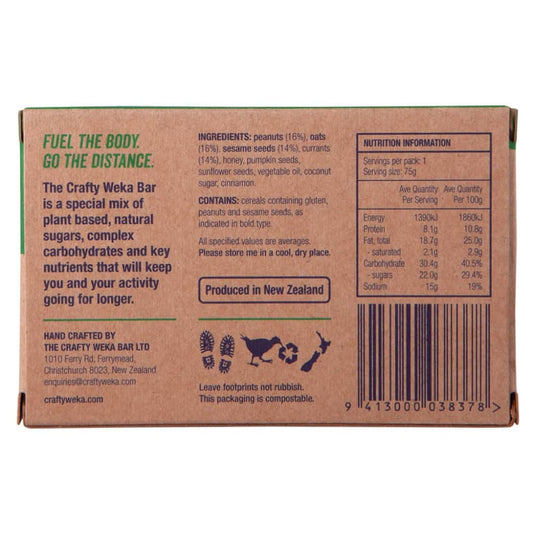 FUEL THE BODY.
GO THE DISTANCE.
The Crafty Weka Bar
is a special mix of
plant based, natural
sugars, complex
carbohydrates and key
nutrients that will keep
you and your activity
going for longer.
HAND CRAFTED BY
THE CRAFTY WEKA BAR LTD
1010 Ferry Rd, Ferrymead,
Christchurch 8023, New Zealand
enquiries@craftyweka.com
craftyweka.com
INGREDIENTS: peanuts (16%), oats
(16%), sesame seeds (14%), currants
(14%), honey, pumpkin seeds,
sunflower seeds, vegetable oil, coconut
sugar, cinnamon.
CONTAINS: cereals containing gluten,
peanuts and sesame seeds, as
indicated in bold type.
All specified values are averages.
Please store me in a cool, dry place.
Produced in New Zealand
Leave footprints not rubbish.
This packaging is compostable.
NUTRITION INFORMATION
Servings per pack: 1
Serving size: 75g
Ave Quantity Ave Quantity
Per Serving Per 100g
Energy 1390kJ 1860kJ
Protein 8.1g 10.8g
Fat, total 18.7g 25.0g
- saturated 2.1g 2.9g
Carbohydrate 30.4g 40.5%
- sugars 22.0g 29.4%
Sodium 15g 19%
9 413000 038378 >